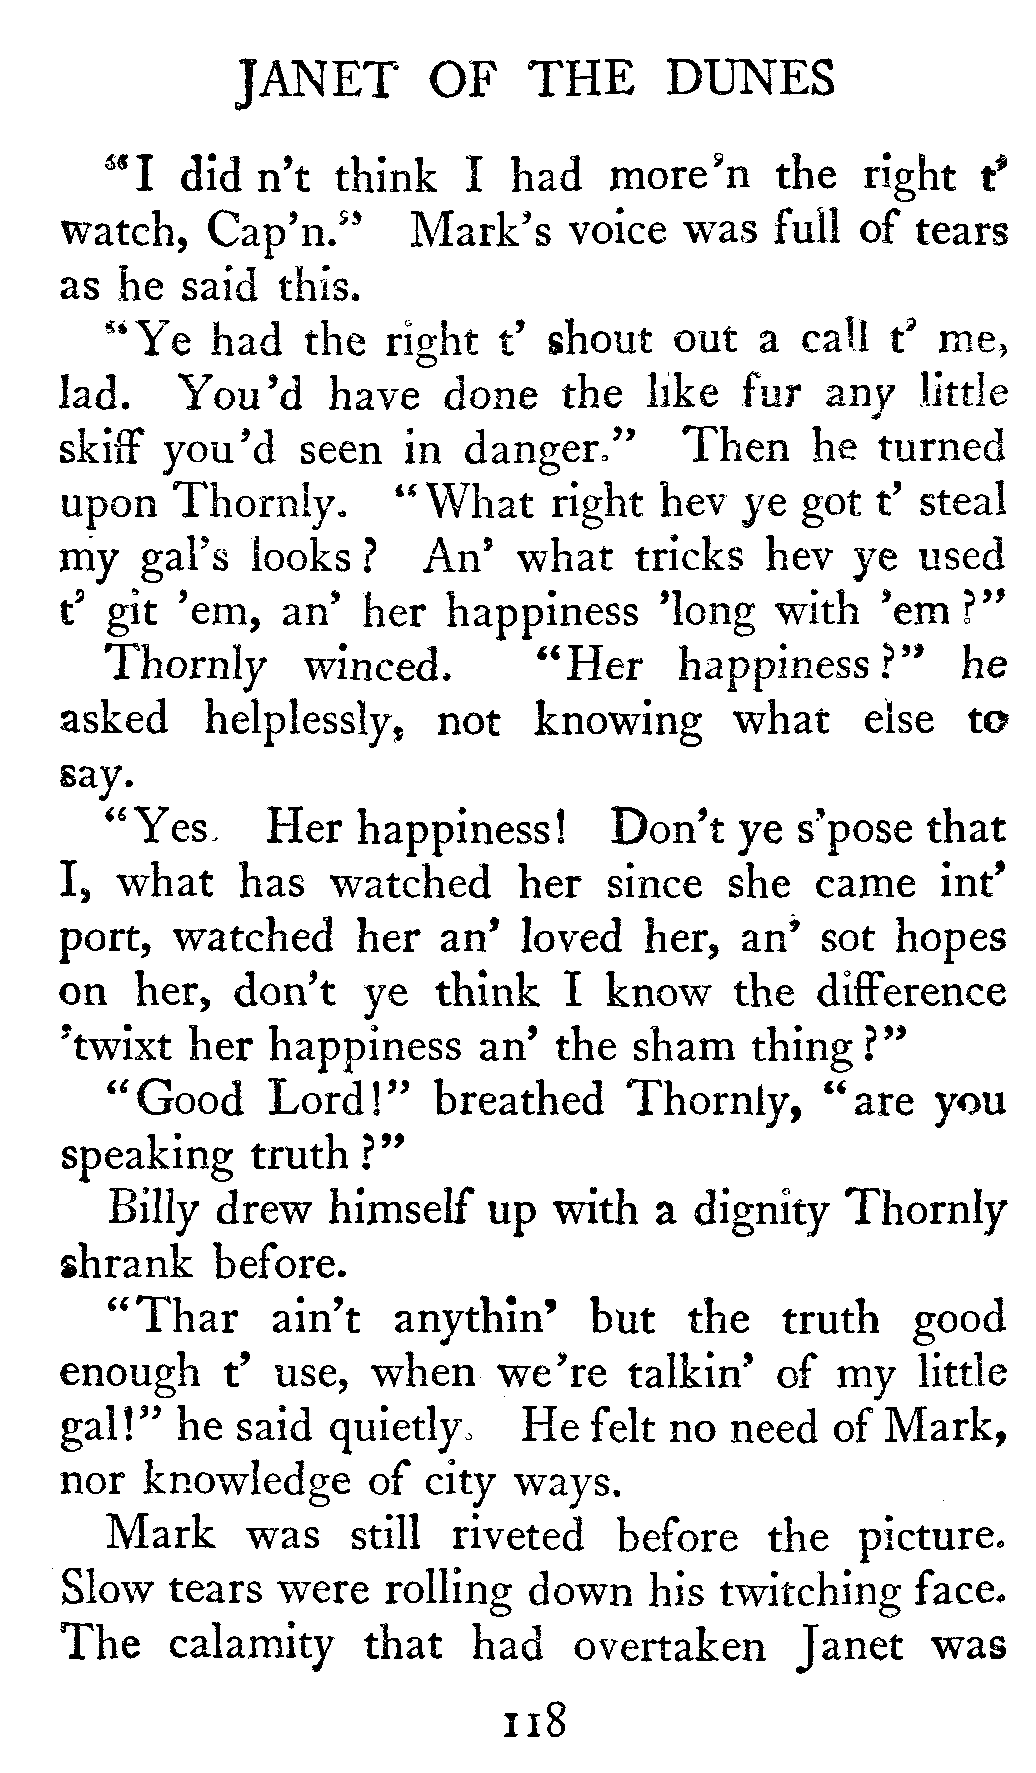 JANET OF THE DUNES
"I did n't think I had more'n the right t'
watch, Cap'n." Mark's voice was full of tears
as he said this.
"Ye had the right t' shout out a call t' me,
lad. You'd have done the like fur any little
skiff you'd seen in danger." Then he turned
upon Thornly. "What right hev ye got t' steal
my gal's looks? An' what tricks hev ye used
t' git 'em, an' her happiness 'long with 'em?"
Thornly winced. "Her happiness?" he
asked helplessly, not knowing what else to
say.
"Yes. Her happiness! Don't ye s'pose that
I, what has watched her since she came int'
port, watched her an' loved her, an' sot hopes
on her, don't ye think I know the difference
'twixt her happiness an' the sham thing?"
"Good Lord!" breathed Thornly, "are you
speaking truth?"
Billy drew himself up with a dignity Thornly
shrank before.
"Thar ain't anythin' but the truth good
enough t' use, when we're talkin' of my little
gal!" he said quietly. He felt no need of Mark,
nor knowledge of city ways.
Mark was still riveted before the picture.
Slow tears were rolling down his twitching face.
The calamity that had overtaken Janet was
118